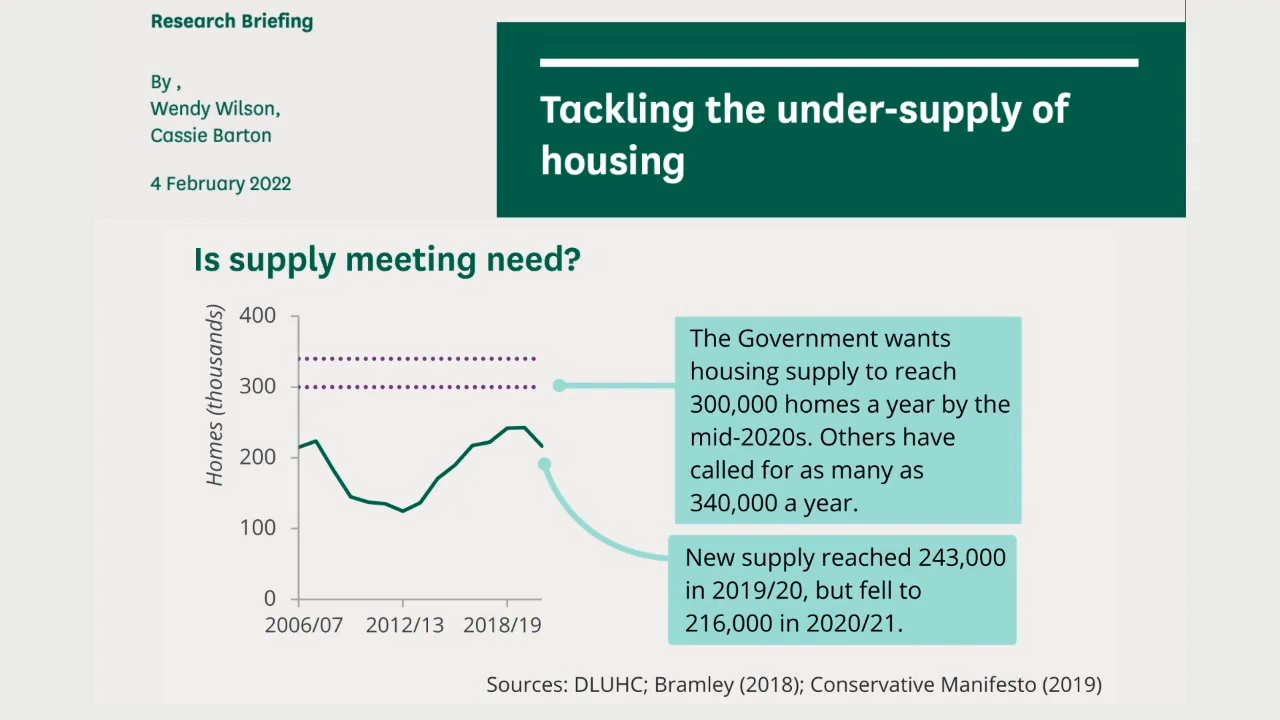 Research Briefing
By ,
Wendy Wilson,
Cassie Barton
4 February 2022
Tackling the under-supply of
housing
Is supply meeting need?
Homes (thousands)
400
300
200
100
0
2006/07 2012/13 2018/19
The Government wants
housing supply to reach
300,000 homes a year by the
mid-2020s. Others have
called for as many as
340,000 a year.
New supply reached 243,000
in 2019/20, but fell to
216,000 in 2020/21.
Sources: DLUHC; Bramley (2018); Conservative Manifesto (2019)